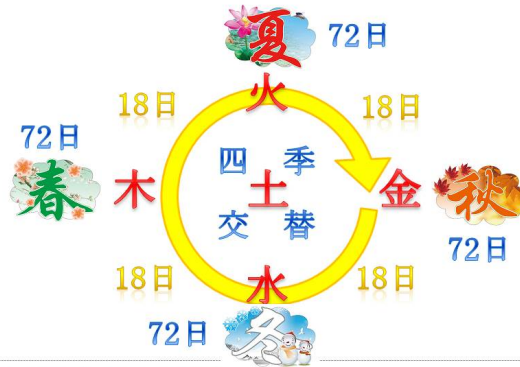 夏 72日
18日 火 18日
72日
四季
春 木 土 金 秋
交替
72日
18日 水 18日
72日 冬